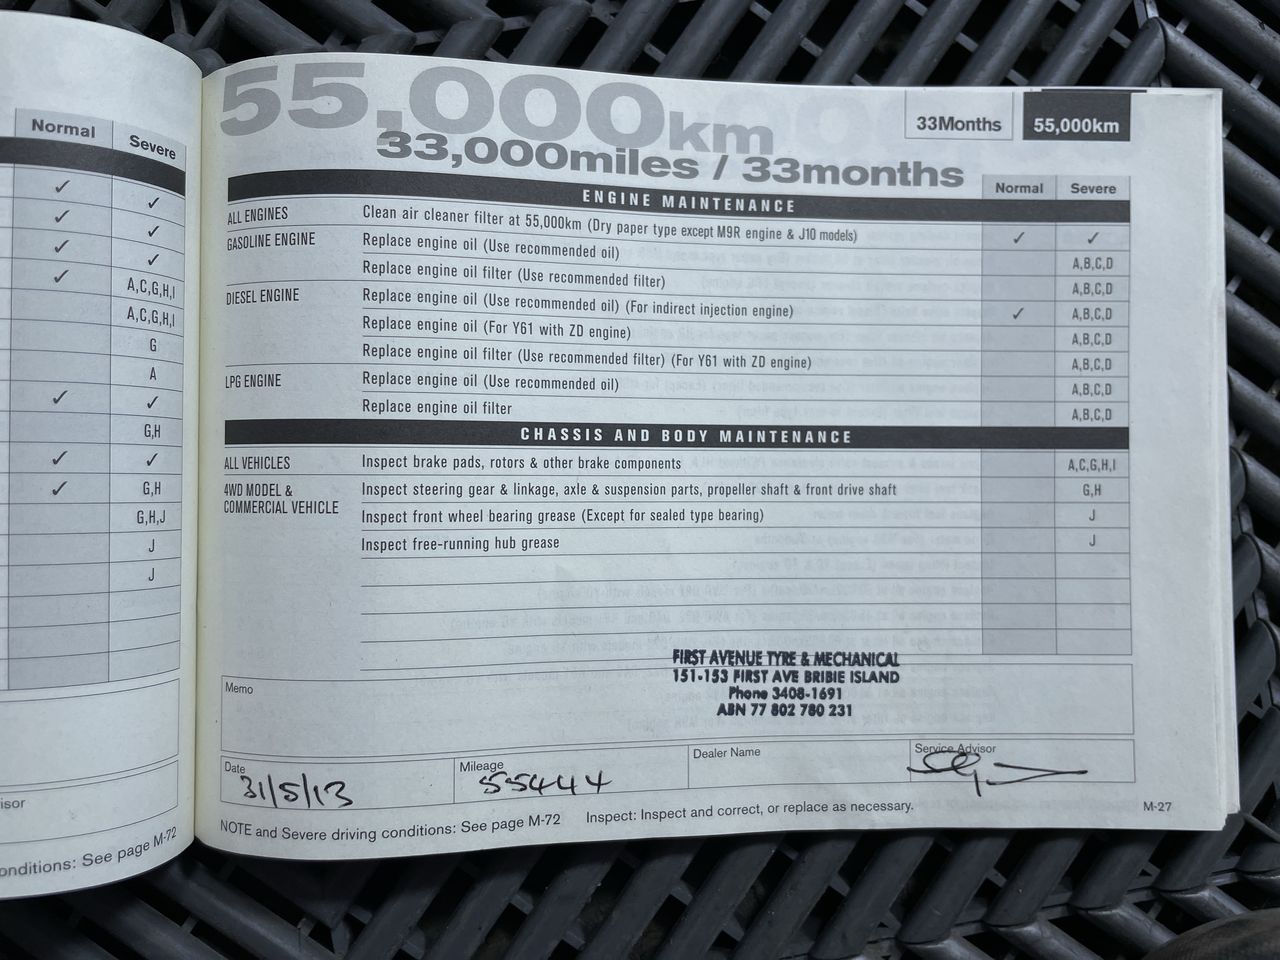 Normal Severe
✓ ✓
✓ ✓
✓ ✓
✓ A,C,G,H,I
A,C,G,H,I
G
A
✓ ✓
G,H
✓ ✓
✓ G,H
G,H,J
J
J
isor
onditions: See page M-72
55,000km
33,000miles / 33months
33Months 55,000km
Normal Severe
ENGINE MAINTENANCE
ALL ENGINES Clean air cleaner filter at 55,000km (Dry paper type except M9R engine & J10 models) ✓ ✓
GASOLINE ENGINE Replace engine oil (Use recommended oil) A,B,C,D
Replace engine oil filter (Use recommended filter) A,B,C,D
DIESEL ENGINE Replace engine oil (Use recommended oil) (For indirect injection engine) ✓ A,B,C,D
Replace engine oil (For Y61 with ZD engine) A,B,C,D
Replace engine oil filter (Use recommended filter) (For Y61 with ZD engine) A,B,C,D
LPG ENGINE Replace engine oil (Use recommended oil) A,B,C,D
Replace engine oil filter A,B,C,D
CHASSIS AND BODY MAINTENANCE
ALL VEHICLES Inspect brake pads, rotors & other brake components A,C,G,H,I
4WD MODEL & Inspect steering gear & linkage, axle & suspension parts, propeller shaft & front drive shaft G,H
COMMERCIAL VEHICLE Inspect front wheel bearing grease (Except for sealed type bearing) J
Inspect free-running hub grease J
Memo
FIRST AVENUE TYRE & MECHANICAL
151-153 FIRST AVE BRIBIE ISLAND
Phone 3408-1691
ABN 77 802 780 231
Date Mileage Dealer Name Service Advisor
31/5/13 55444
NOTE and Severe driving conditions: See page M-72 Inspect: Inspect and correct, or replace as necessary. M-27